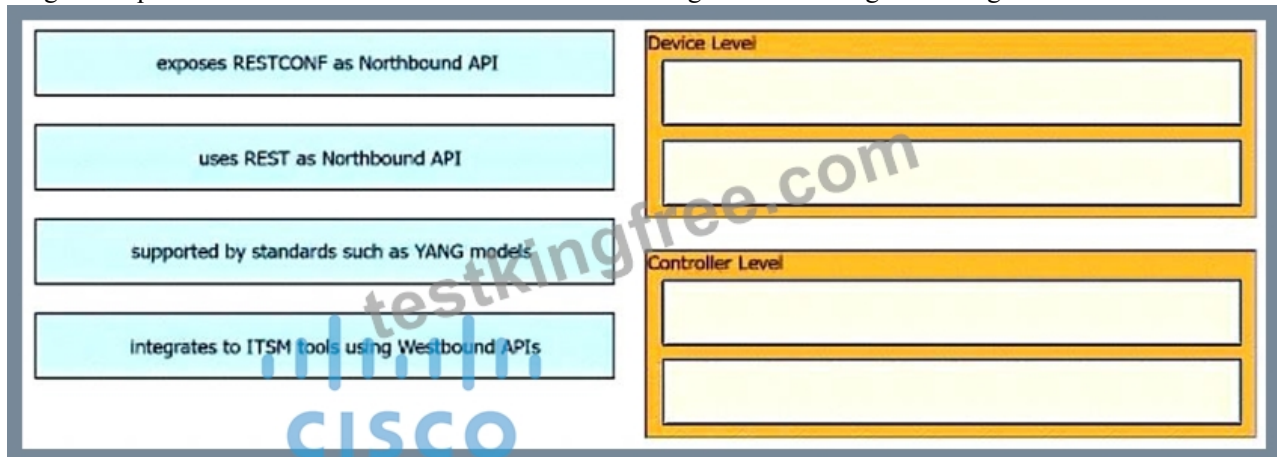 exposes RESTCONF as Northbound API
uses REST as Northbound API
supported by standards such as YANG models
integrates to ITSM tools using Westbound APIs
Device Level
Controller Level
testkingfree.com
CISCO